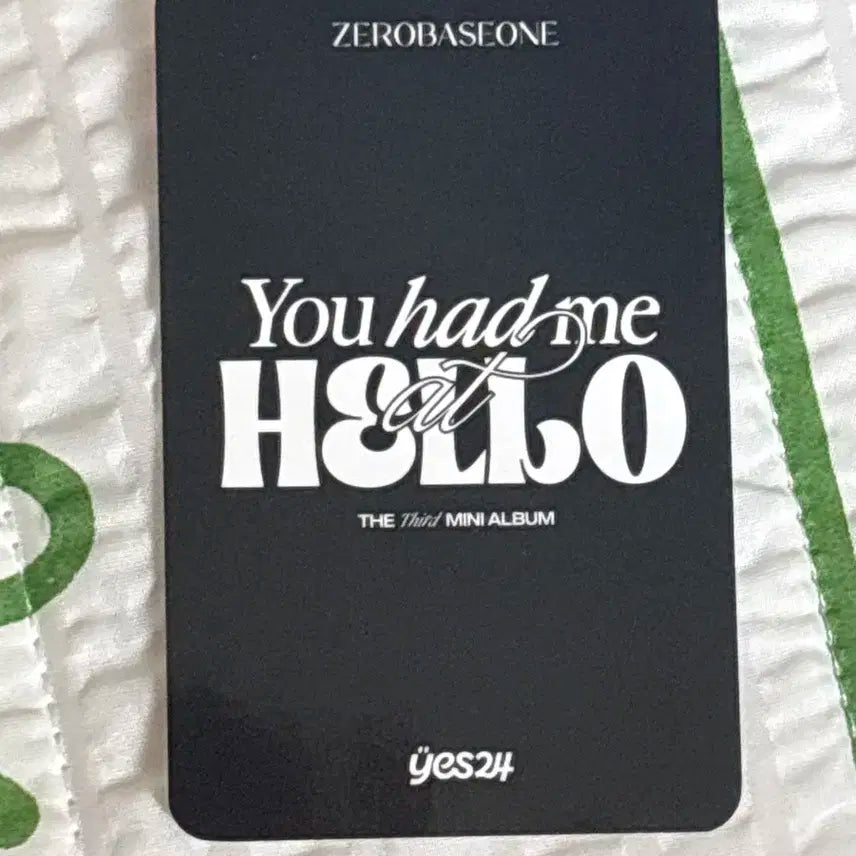 ZEROBASEONE
You had me
at
HELLO
THE Third MINI ALBUM
yes24